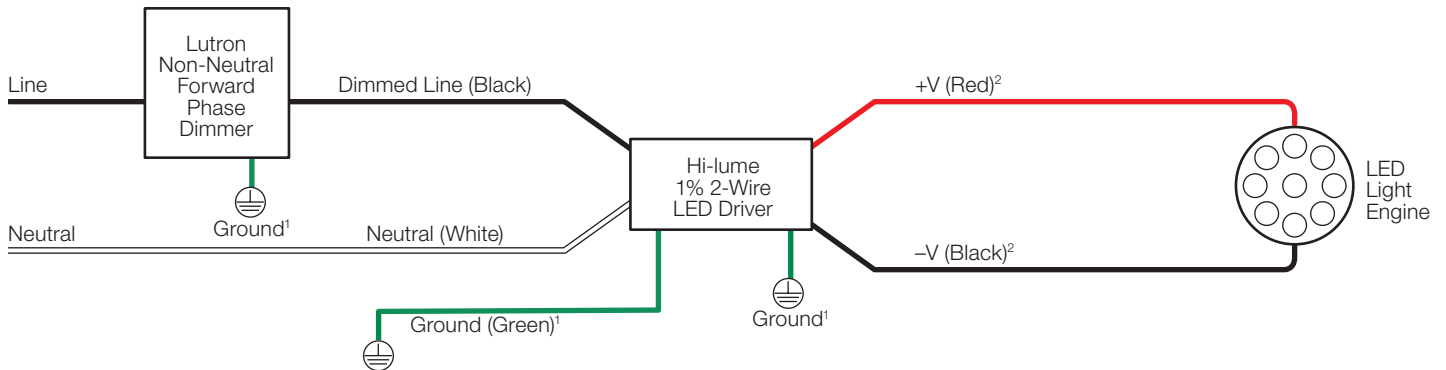 Lutron
Non-Neutral
Forward
Phase
Dimmer
Line
Dimmed Line (Black)
+V (Red)²
Hi-lume
1% 2-Wire
LED Driver
LED
Light
Engine
Ground¹
Neutral
Neutral (White)
–V (Black)²
Ground (Green)¹
Ground¹